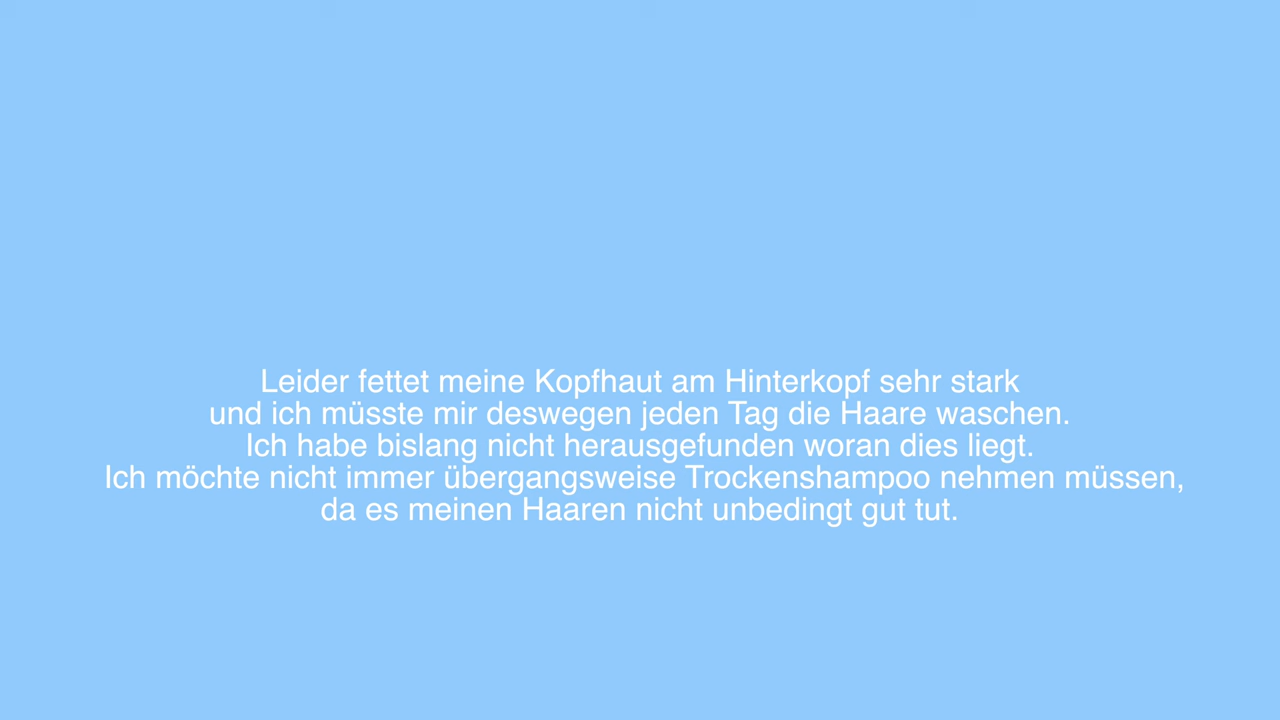 Leider fettet meine Kopfhaut am Hinterkopf sehr stark
und ich müsste mir deswegen jeden Tag die Haare waschen.
Ich habe bislang nicht herausgefunden woran dies liegt.
Ich möchte nicht immer übergangsweise Trockenshampoo nehmen müssen,
da es meinen Haaren nicht unbedingt gut tut.